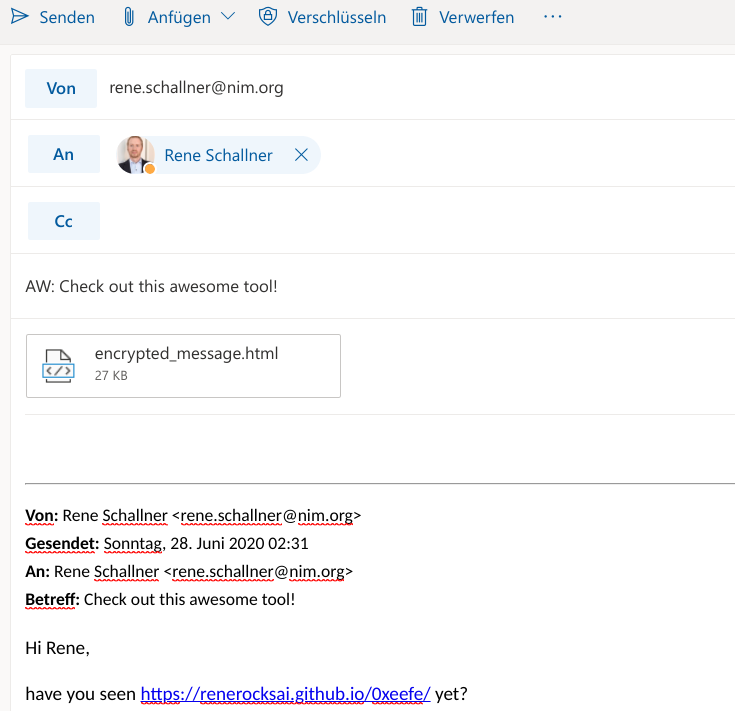 Senden Anfügen Verschlüsseln Verwerfen ...
Von rene.schallner@nim.org
An Rene Schallner
Cc
AW: Check out this awesome tool!
encrypted_message.html
27 KB
Von: Rene Schallner <rene.schallner@nim.org>
Gesendet: Sonntag, 28. Juni 2020 02:31
An: Rene Schallner <rene.schallner@nim.org>
Betreff: Check out this awesome tool!
Hi Rene,
have you seen https://renerocksai.github.io/0xeefe/ yet?